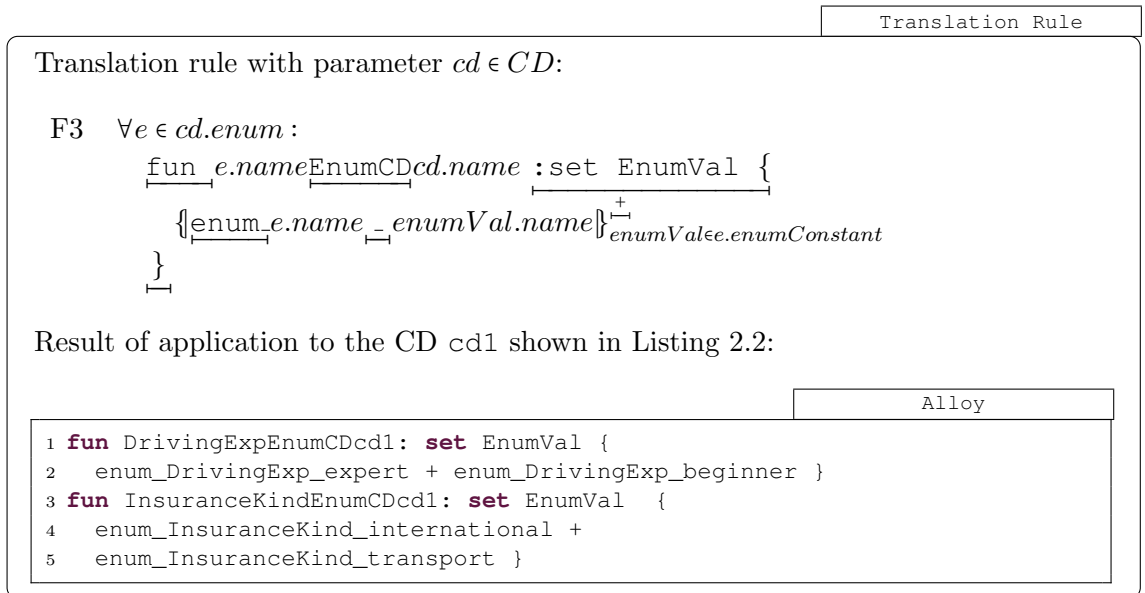 Translation Rule
Translation rule with parameter cd ∊ CD:
F3 ∀e ∊ cd.enum :
fun e.nameEnumCDcd.name :set EnumVal {
⦃enum_e.name_enumVal.name⦄+enumVal∊e.enumConstant
}
Result of application to the CD cd1 shown in Listing 2.2:
Alloy
1 fun DrivingExpEnumCDcd1: set EnumVal {
2 enum_DrivingExp_expert + enum_DrivingExp_beginner }
3 fun InsuranceKindEnumCDcd1: set EnumVal {
4 enum_InsuranceKind_international +
5 enum_InsuranceKind_transport }